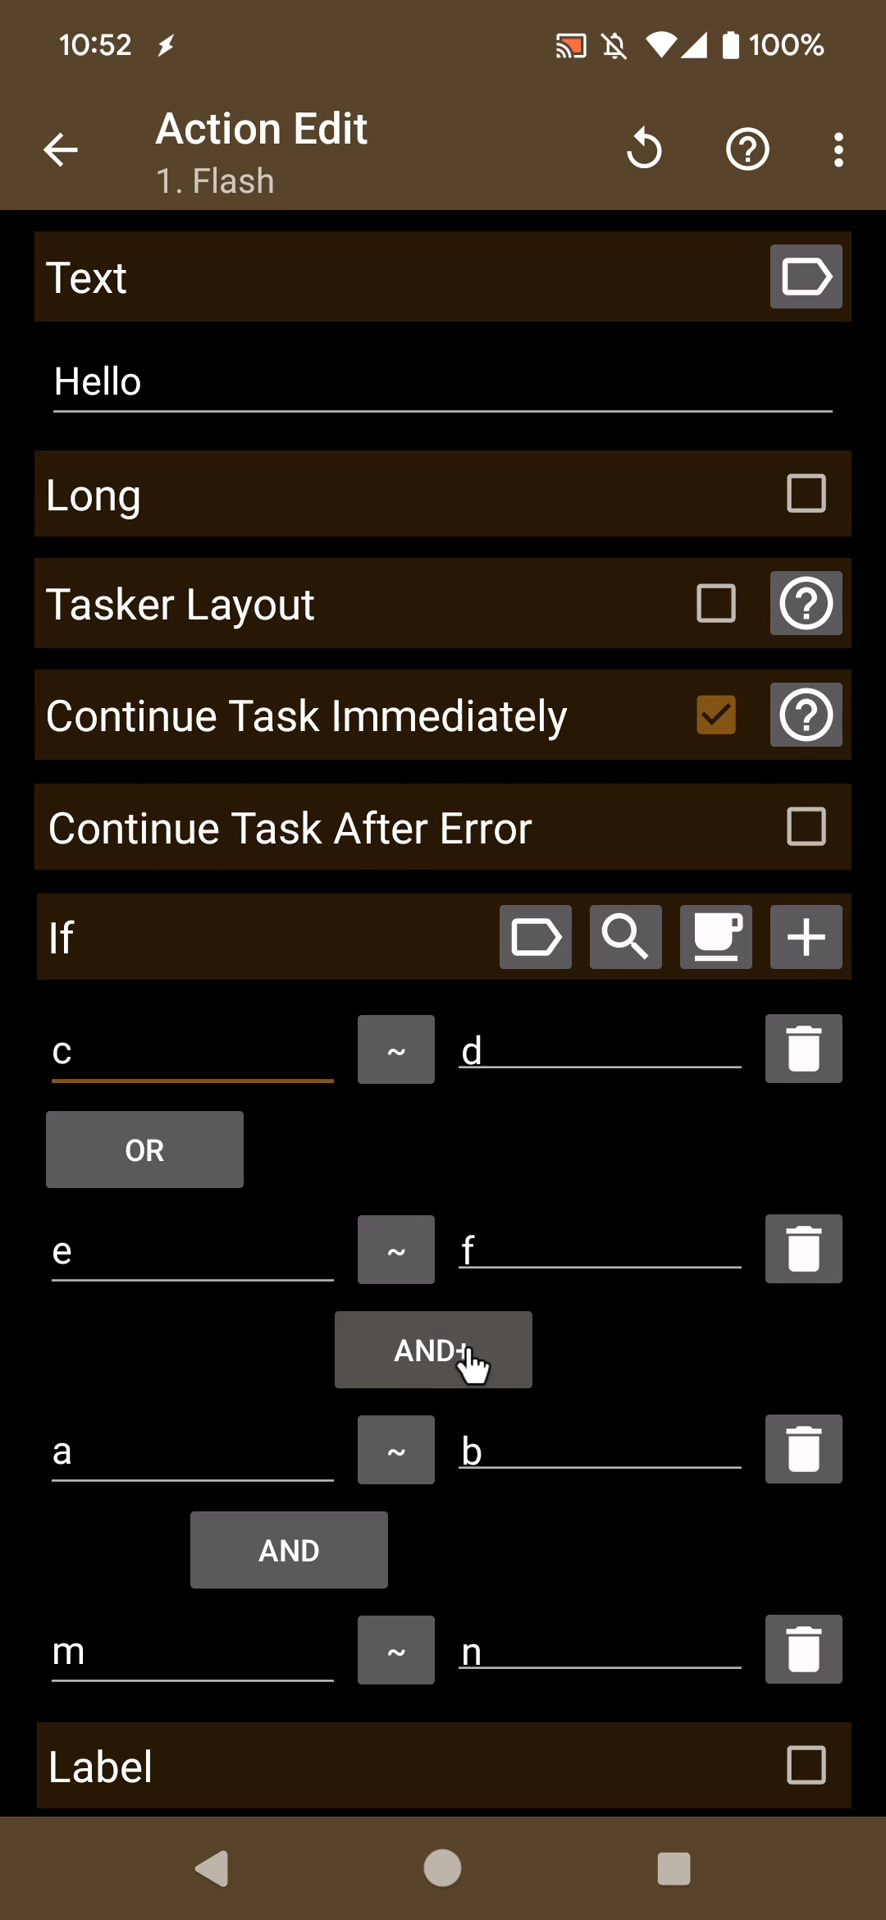 10:52 100%
Action Edit
1. Flash
Text
Hello
Long
Tasker Layout
Continue Task Immediately
Continue Task After Error
If
c ~ d
OR
e ~ f
AND+
a ~ b
AND
m ~ n
Label